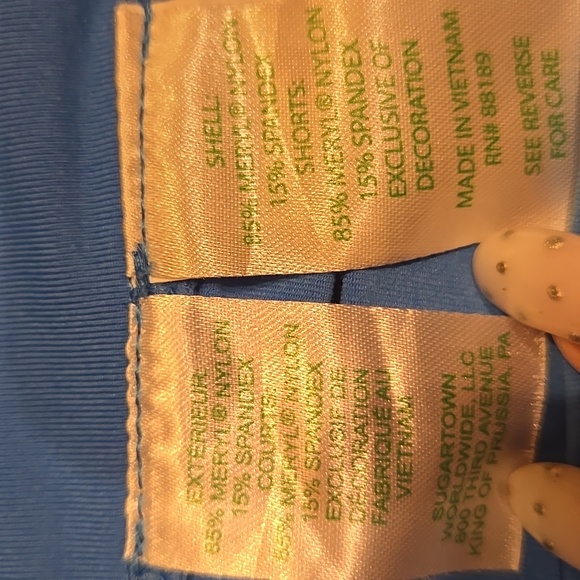 SHELL:
85% MERYL® NYLON
15% SPANDEX
SHORTS:
85% MERYL® NYLON
15% SPANDEX
EXCLUSIVE OF
DECORATION
MADE IN VIETNAM
RN# 88189
SEE REVERSE
FOR CARE
EXTERIEUR
85% MERYL® NYLON
15% SPANDEX
COURTS:
85% MERYL® NYLON
15% SPANDEX
EXCLUSIF DE
DÉCORATION
FABRIQUÉ AU
VIETNAM
SUGARTOWN
WORLDWIDE, LLC
800 THIRD AVENUE
KING OF PRUSSIA, PA